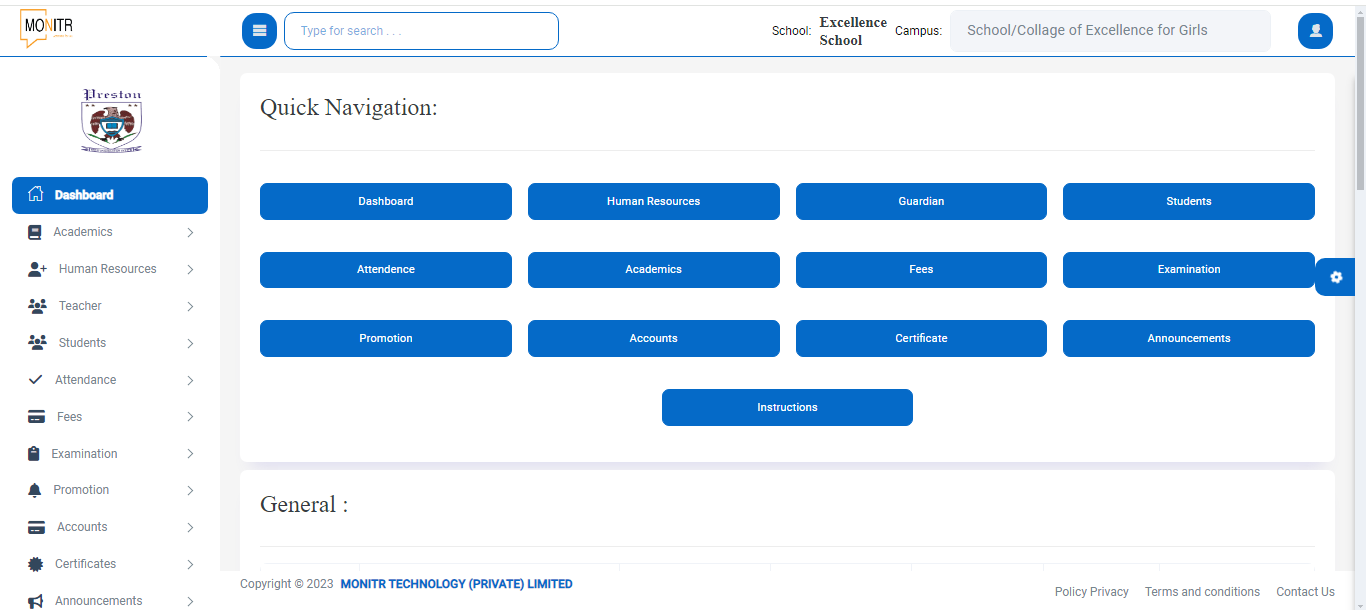 MONITR
Type for search . . .
School: Excellence School Campus: School/Collage of Excellence for Girls
Preston
Dashboard
Academics
Human Resources
Teacher
Students
Attendance
Fees
Examination
Promotion
Accounts
Certificates
Announcements
Quick Navigation:
Dashboard
Human Resources
Guardian
Students
Attendence
Academics
Fees
Examination
Promotion
Accounts
Certificate
Announcements
Instructions
General :
Copyright © 2023 MONITR TECHNOLOGY (PRIVATE) LIMITED
Policy Privacy
Terms and conditions
Contact Us